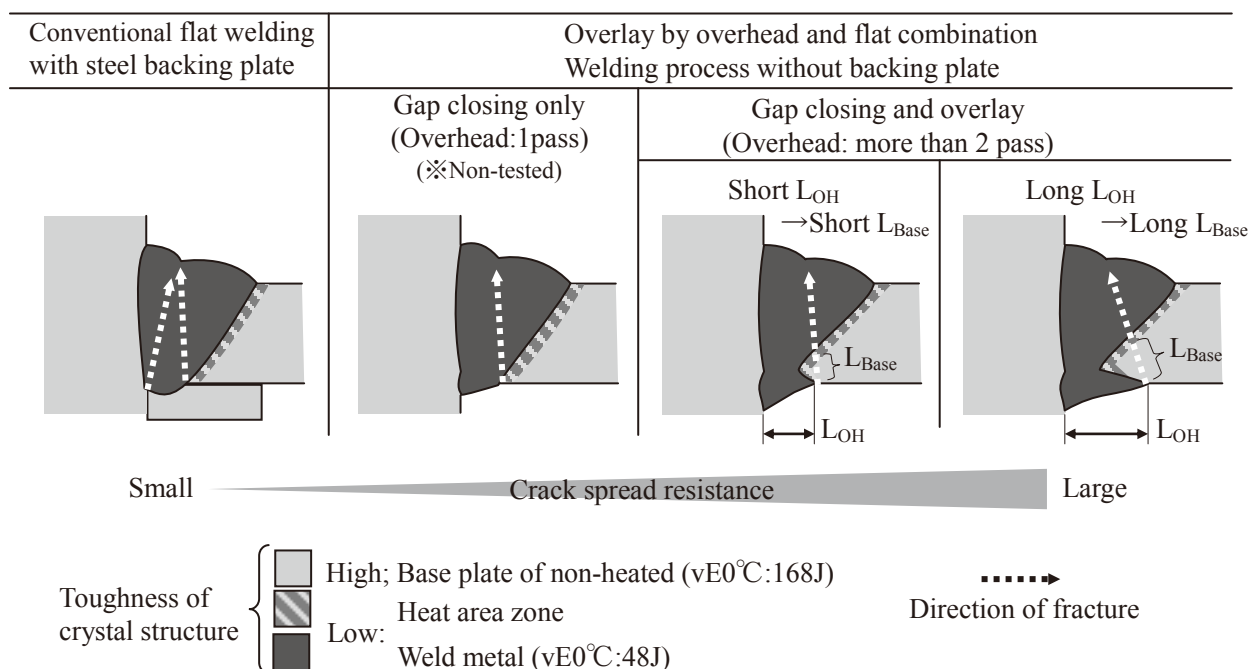 Conventional flat welding
with steel backing plate
Overlay by overhead and flat combination
Welding process without backing plate
Gap closing only
(Overhead:1pass)
(※Non-tested)
Gap closing and overlay
(Overhead: more than 2 pass)
Short LOH
→Short LBase
Long LOH
→Long LBase
LBase
LBase
LOH
LOH
Small
Crack spread resistance
Large
Toughness of
crystal structure
High; Base plate of non-heated (vE0℃:168J)
Heat area zone
Low:
Weld metal (vE0℃:48J)
Direction of fracture